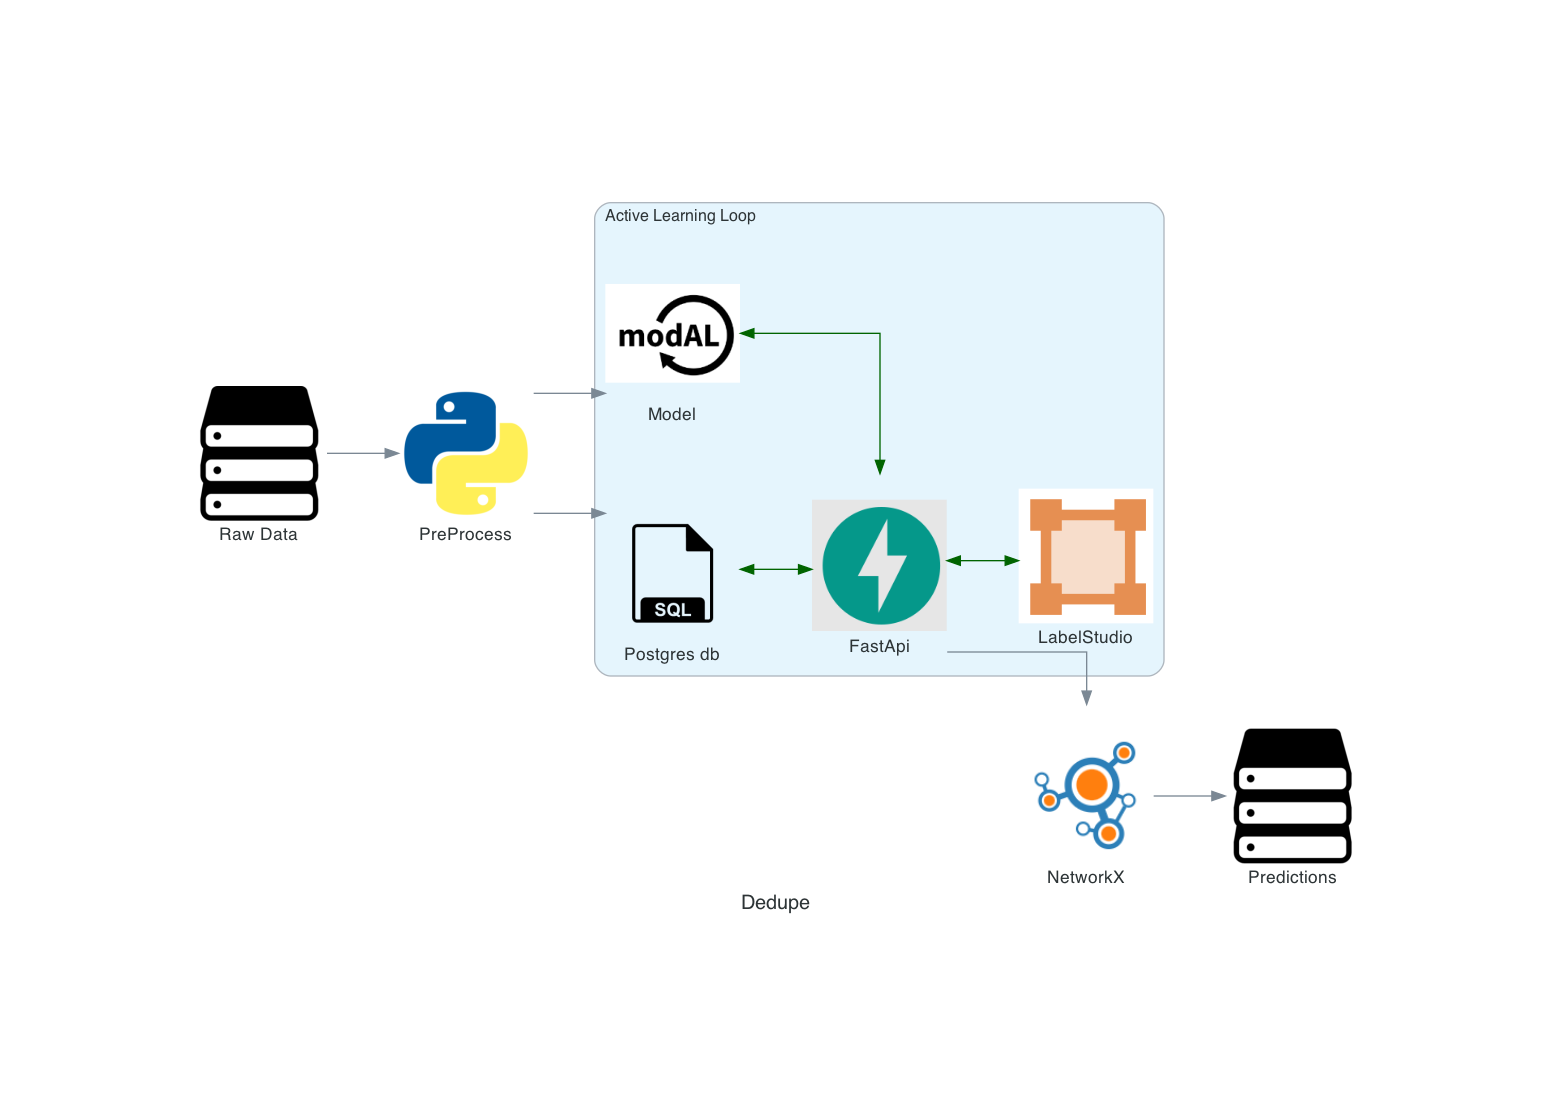 Active Learning Loop
modAL
Model
Raw Data
PreProcess
SQL
Postgres db
FastApi
LabelStudio
NetworkX
Predictions
Dedupe